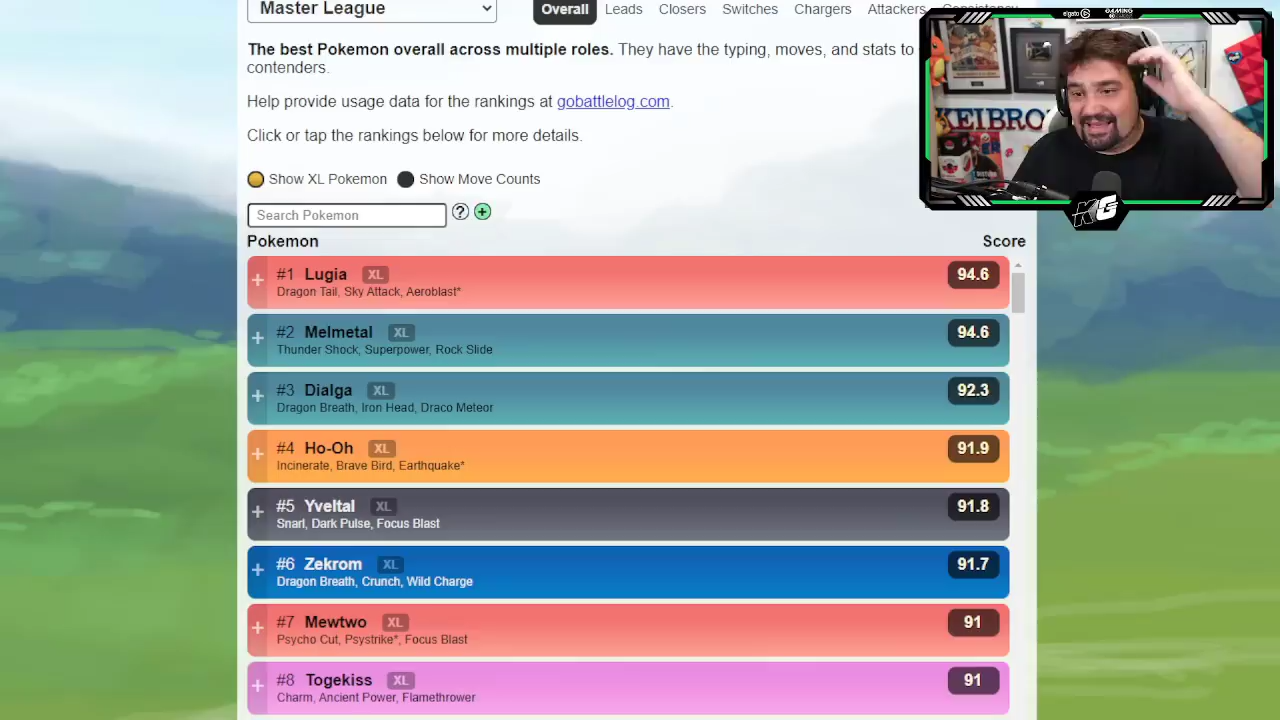 Master League
Overall Leads Closers Switches Chargers Attackers Consistency
The best Pokemon overall across multiple roles. They have the typing, moves, and stats to
contenders.
Help provide usage data for the rankings at gobattlelog.com.
Click or tap the rankings below for more details.
Show XL Pokemon Show Move Counts
Search Pokemon ? +
Pokemon Score
+ #1 Lugia XL 94.6
Dragon Tail, Sky Attack, Aeroblast*
+ #2 Melmetal XL 94.6
Thunder Shock, Superpower, Rock Slide
+ #3 Dialga XL 92.3
Dragon Breath, Iron Head, Draco Meteor
+ #4 Ho-Oh XL 91.9
Incinerate, Brave Bird, Earthquake*
+ #5 Yveltal XL 91.8
Snarl, Dark Pulse, Focus Blast
+ #6 Zekrom XL 91.7
Dragon Breath, Crunch, Wild Charge
+ #7 Mewtwo XL 91
Psycho Cut, Psystrike*, Focus Blast
+ #8 Togekiss XL 91
Charm, Ancient Power, Flamethrower
elgato GAMING
KEIBRO
KG